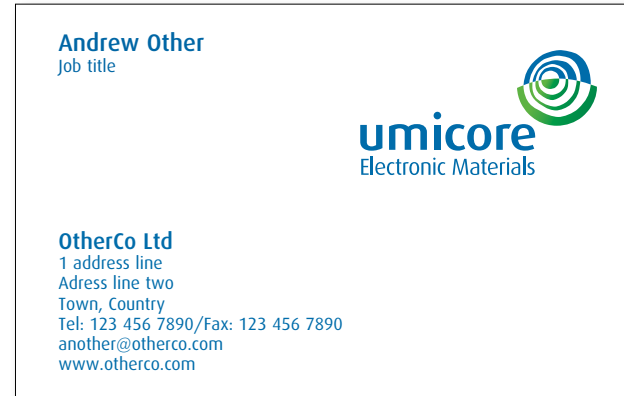 Andrew Other
Job title
umicore
Electronic Materials
OtherCo Ltd
1 address line
Adress line two
Town, Country
Tel: 123 456 7890/Fax: 123 456 7890
another@otherco.com
www.otherco.com